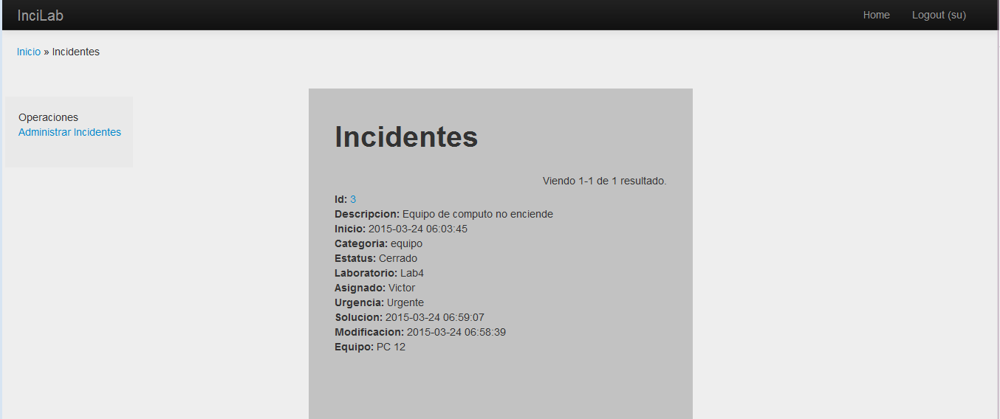 InciLab
Home Logout (su)
Inicio » Incidentes
Operaciones
Administrar Incidentes
Incidentes
Viendo 1-1 de 1 resultado.
Id: 3
Descripcion: Equipo de computo no enciende
Inicio: 2015-03-24 06:03:45
Categoria: equipo
Estatus: Cerrado
Laboratorio: Lab4
Asignado: Victor
Urgencia: Urgente
Solucion: 2015-03-24 06:59:07
Modificacion: 2015-03-24 06:58:39
Equipo: PC 12